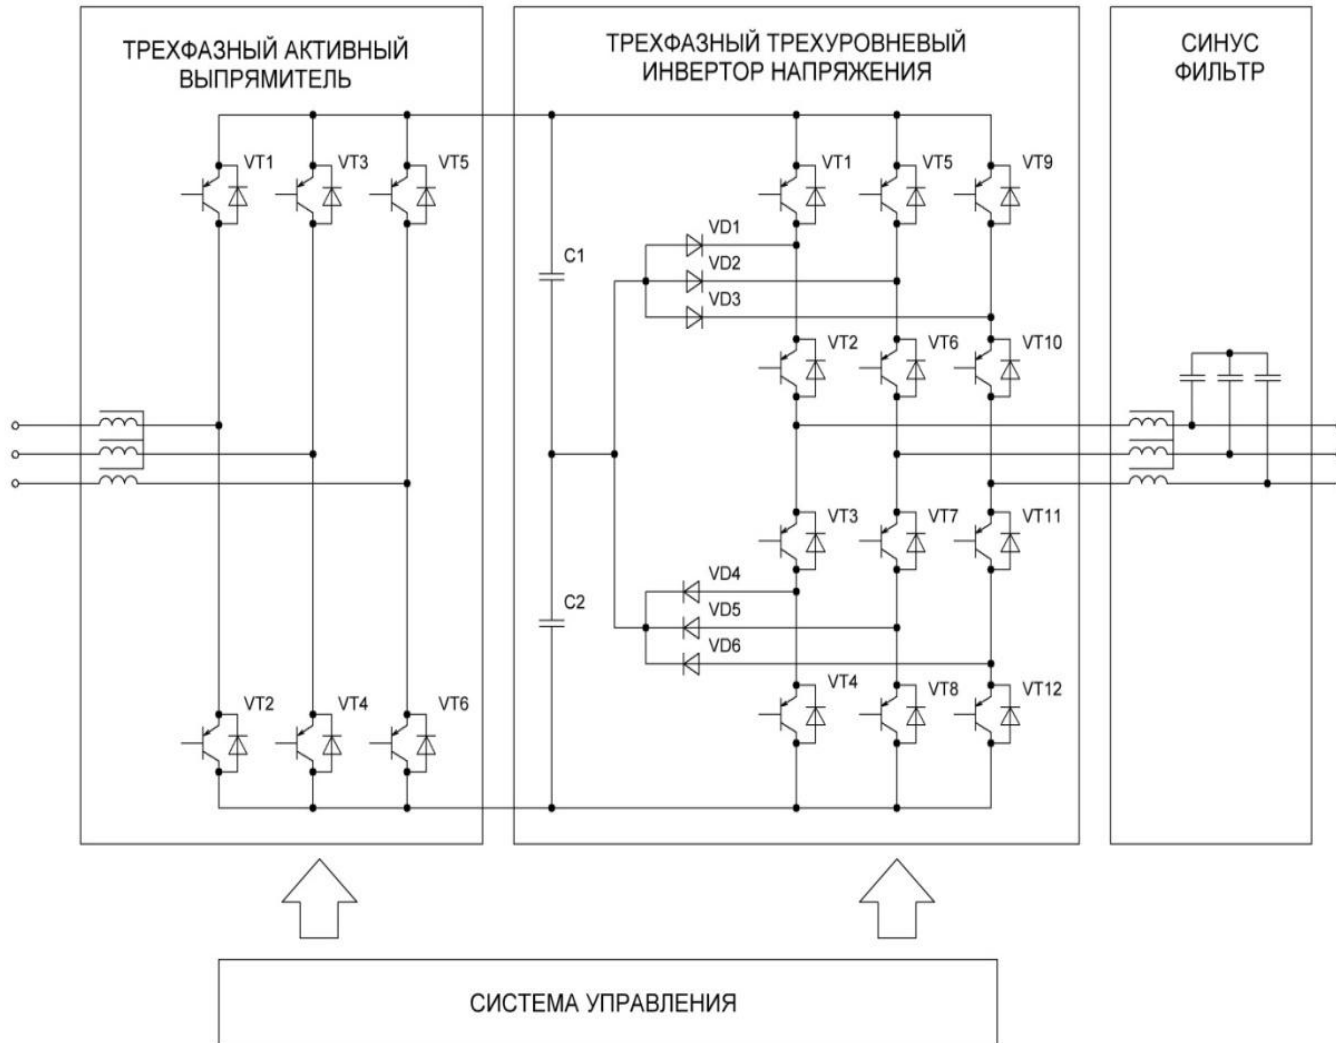 ТРЕХФАЗНЫЙ АКТИВНЫЙ
ВЫПРЯМИТЕЛЬ
ТРЕХФАЗНЫЙ ТРЕХУРОВНЕВЫЙ
ИНВЕРТОР НАПРЯЖЕНИЯ
СИНУС
ФИЛЬТР
VT1 VT3 VT5
VT1 VT5 VT9
VD1
C1
VD2
VD3
VT2 VT6 VT10
VT3 VT7 VT11
VD4
C2
VD5
VD6
VT4 VT8 VT12
VT2 VT4 VT6
СИСТЕМА УПРАВЛЕНИЯ